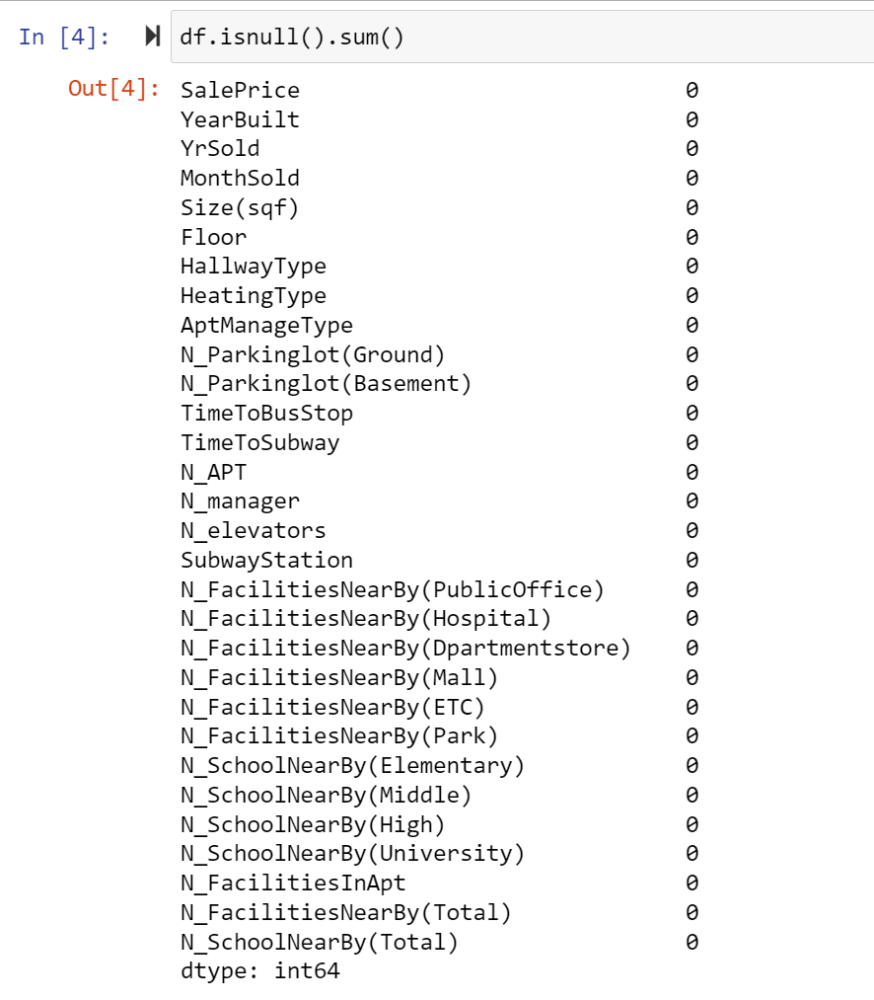 In [4]: df.isnull().sum()
Out[4]: SalePrice 0
YearBuilt 0
YrSold 0
MonthSold 0
Size(sqf) 0
Floor 0
HallwayType 0
HeatingType 0
AptManageType 0
N_Parkinglot(Ground) 0
N_Parkinglot(Basement) 0
TimeToBusStop 0
TimeToSubway 0
N_APT 0
N_manager 0
N_elevators 0
SubwayStation 0
N_FacilitiesNearBy(PublicOffice) 0
N_FacilitiesNearBy(Hospital) 0
N_FacilitiesNearBy(Dpartmentstore) 0
N_FacilitiesNearBy(Mall) 0
N_FacilitiesNearBy(ETC) 0
N_FacilitiesNearBy(Park) 0
N_SchoolNearBy(Elementary) 0
N_SchoolNearBy(Middle) 0
N_SchoolNearBy(High) 0
N_SchoolNearBy(University) 0
N_FacilitiesInApt 0
N_FacilitiesNearBy(Total) 0
N_SchoolNearBy(Total) 0
dtype: int64